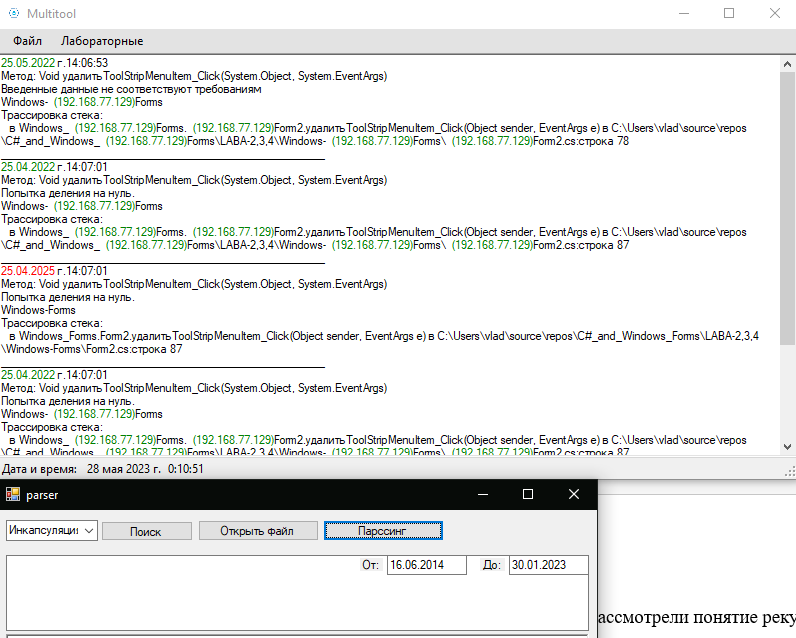 Multitool
Файл Лабораторные
25.05.2022 г.14:06:53
Метод: Void удалитьToolStripMenuItem_Click(System.Object, System.EventArgs)
Введенные данные не соответствуют требованиям
Windows- (192.168.77.129)Forms
Трассировка стека:
в Windows_ (192.168.77.129)Forms. (192.168.77.129)Form2.удалитьToolStripMenuItem_Click(Object sender, EventArgs e) в C:\Users\vlad\source\repos
\C#_and_Windows_ (192.168.77.129)Forms\LABA-2,3,4\Windows- (192.168.77.129)Forms\ (192.168.77.129)Form2.cs:строка 78
25.04.2022 г.14:07:01
Метод: Void удалитьToolStripMenuItem_Click(System.Object, System.EventArgs)
Попытка деления на нуль.
Windows- (192.168.77.129)Forms
Трассировка стека:
в Windows_ (192.168.77.129)Forms. (192.168.77.129)Form2.удалитьToolStripMenuItem_Click(Object sender, EventArgs e) в C:\Users\vlad\source\repos
\C#_and_Windows_ (192.168.77.129)Forms\LABA-2,3,4\Windows- (192.168.77.129)Forms\ (192.168.77.129)Form2.cs:строка 87
25.04.2025 г.14:07:01
Метод: Void удалитьToolStripMenuItem_Click(System.Object, System.EventArgs)
Попытка деления на нуль.
Windows-Forms
Трассировка стека:
в Windows_Forms.Form2.удалитьToolStripMenuItem_Click(Object sender, EventArgs e) в C:\Users\vlad\source\repos\C#_and_Windows_Forms\LABA-2,3,4
\Windows-Forms\Form2.cs:строка 87
25.04.2022 г.14:07:01
Метод: Void удалитьToolStripMenuItem_Click(System.Object, System.EventArgs)
Попытка деления на нуль.
Windows- (192.168.77.129)Forms
Трассировка стека:
в Windows_ (192.168.77.129)Forms. (192.168.77.129)Form2.удалитьToolStripMenuItem_Click(Object sender, EventArgs e) в C:\Users\vlad\source\repos
\C#_and_Windows_ (192.168.77.129)Forms\LABA-2,3,4\Windows- (192.168.77.129)Forms\ (192.168.77.129)Form2.cs:строка 87
Дата и время: 28 мая 2023 г. 0:10:51
parser
Инкапсуляци Поиск Открыть файл Парссинг
От: 16.06.2014 До: 30.01.2023
ассмотрели понятие реку